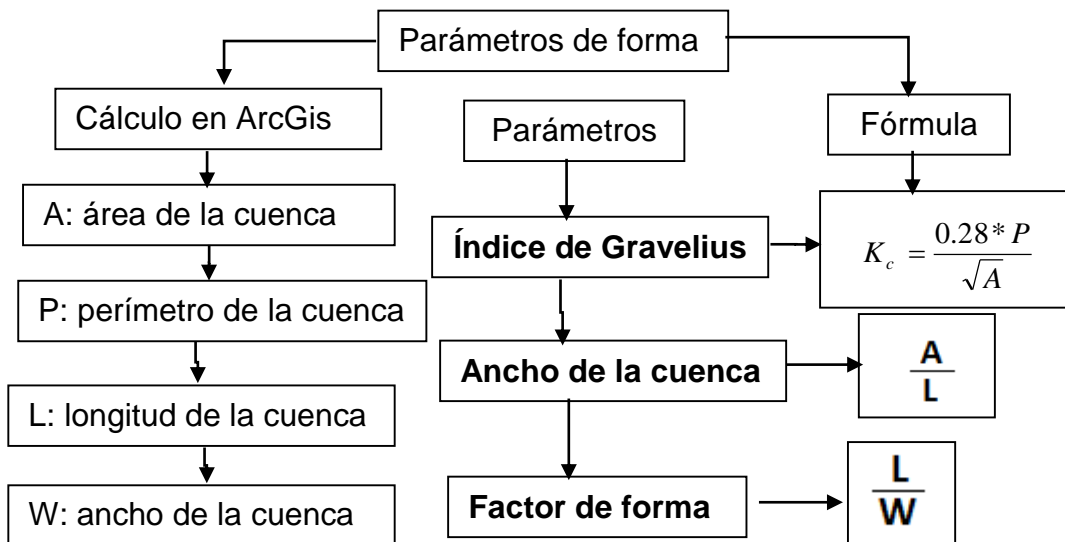 Parámetros de forma
Cálculo en ArcGis
A: área de la cuenca
P: perímetro de la cuenca
L: longitud de la cuenca
W: ancho de la cuenca
Parámetros
Índice de Gravelius
Ancho de la cuenca
Factor de forma
Fórmula
K_c = 0.28* P / √A
A / L
L / W